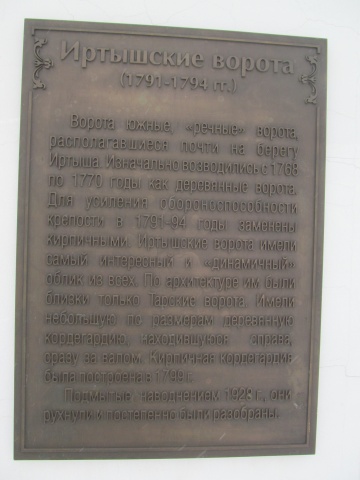 Иртышские ворота
(1791-1794 гг.)
Ворота южные, «речные» ворота,
располагавшиеся почти на берегу
Иртыша. Изначально возводились с 1768
по 1770 годы как деревянные ворота.
Для усиления обороноспособности
крепости в 1791-94 годы заменены
кирпичными. Иртышские ворота имели
самый интересный и «динамичный»
облик из всех. По архитектуре им были
близки только Тарские ворота. Имели
небольшую по размерам деревянную
кордегардию, находившуюся справа,
сразу за валом. Кирпичная кордегардия
была построена в г.
Подмытые наводнением 1928 г., они
рухнули и постепенно были разобраны.